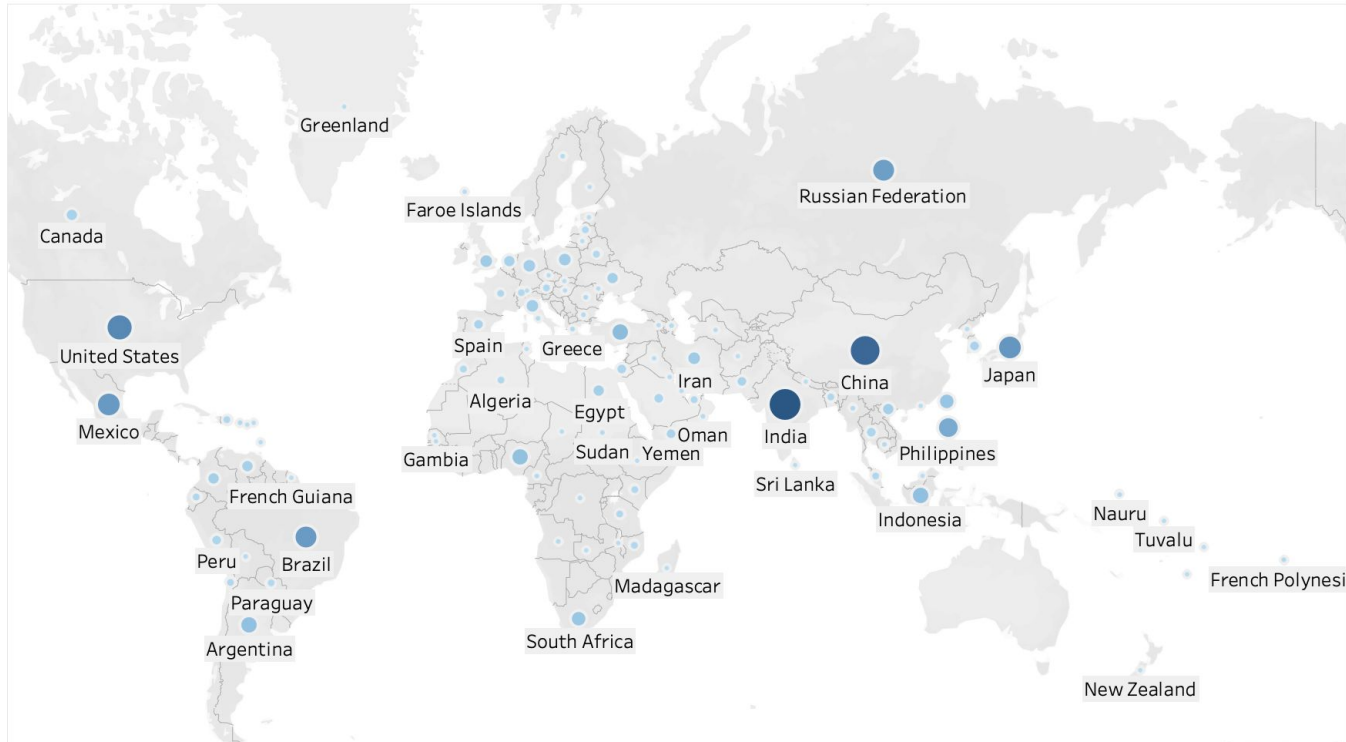 Greenland
Russian Federation
Faroe Islands
Canada
United States
Spain
Greece
Iran
China
Japan
Algeria
Egypt
Mexico
India
Gambia
Sudan
Yemen
Oman
Philippines
Sri Lanka
French Guiana
Nauru
Indonesia
Tuvalu
Peru
Brazil
Madagascar
French Polynesi
Paraguay
Argentina
South Africa
New Zealand